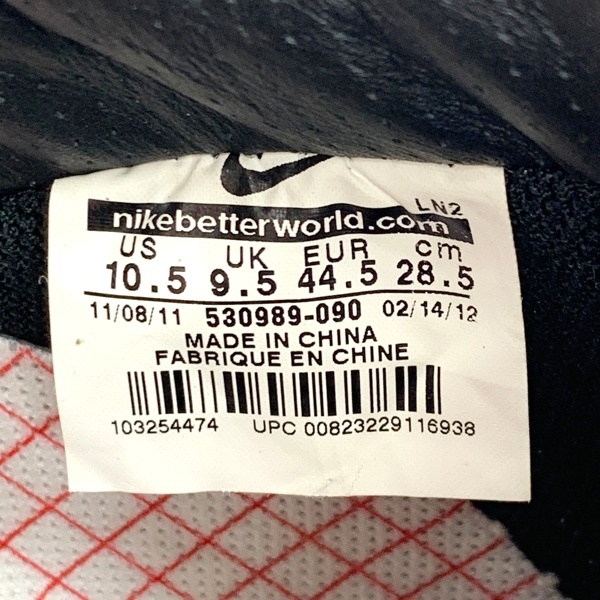 LN2
nikebetterworld.com
US UK EUR cm
10.5 9.5 44.5 28.5
11/08/11 530989-090 02/14/12
MADE IN CHINA
FABRIQUE EN CHINE
103254474 UPC 00823229116938